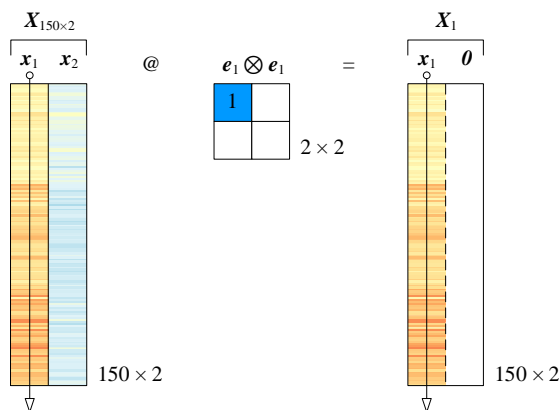 X₁₅₀×₂ X₁
x₁ x₂ @ e₁ ⊗ e₁ = x₁ 0
1
2 × 2
150 × 2 150 × 2